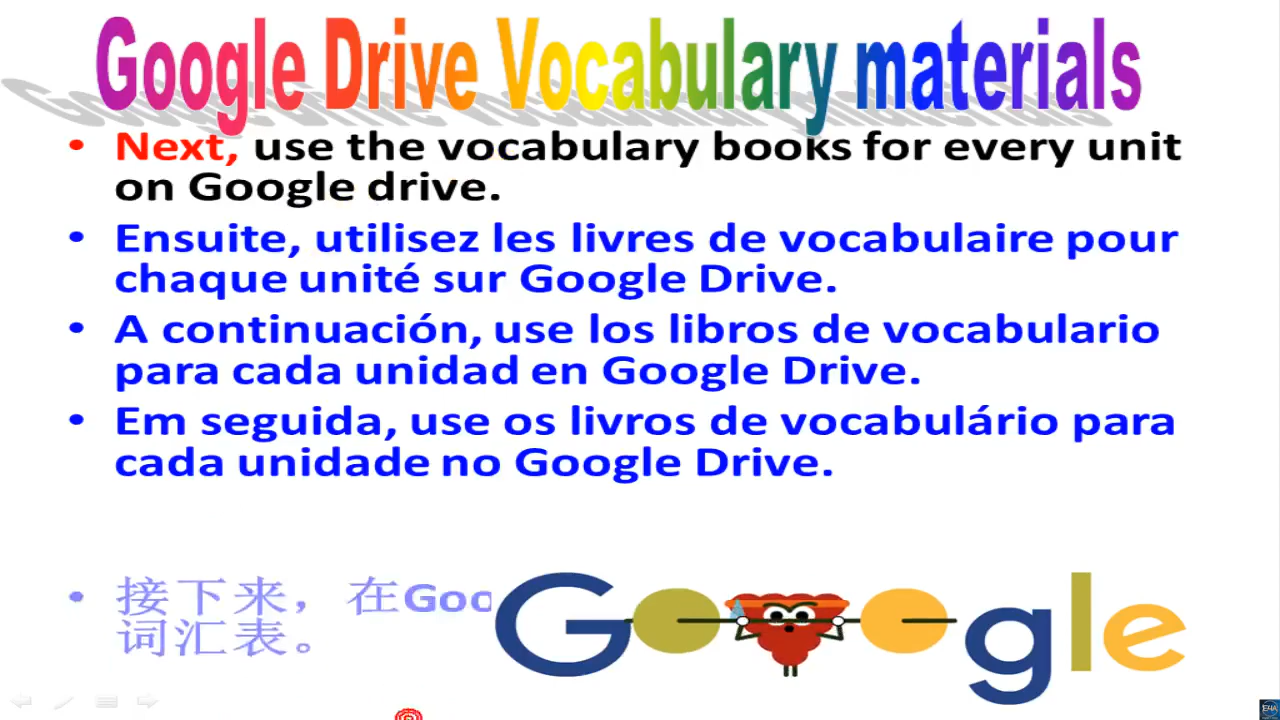 Google Drive Vocabulary materials
• Next, use the vocabulary books for every unit
on Google drive.
• Ensuite, utilisez les livres de vocabulaire pour
chaque unité sur Google Drive.
• A continuación, use los libros de vocabulario
para cada unidad en Google Drive.
• Em seguida, use os livros de vocabulário para
cada unidade no Google Drive.
• 接下来，在Goo
词汇表。
Google